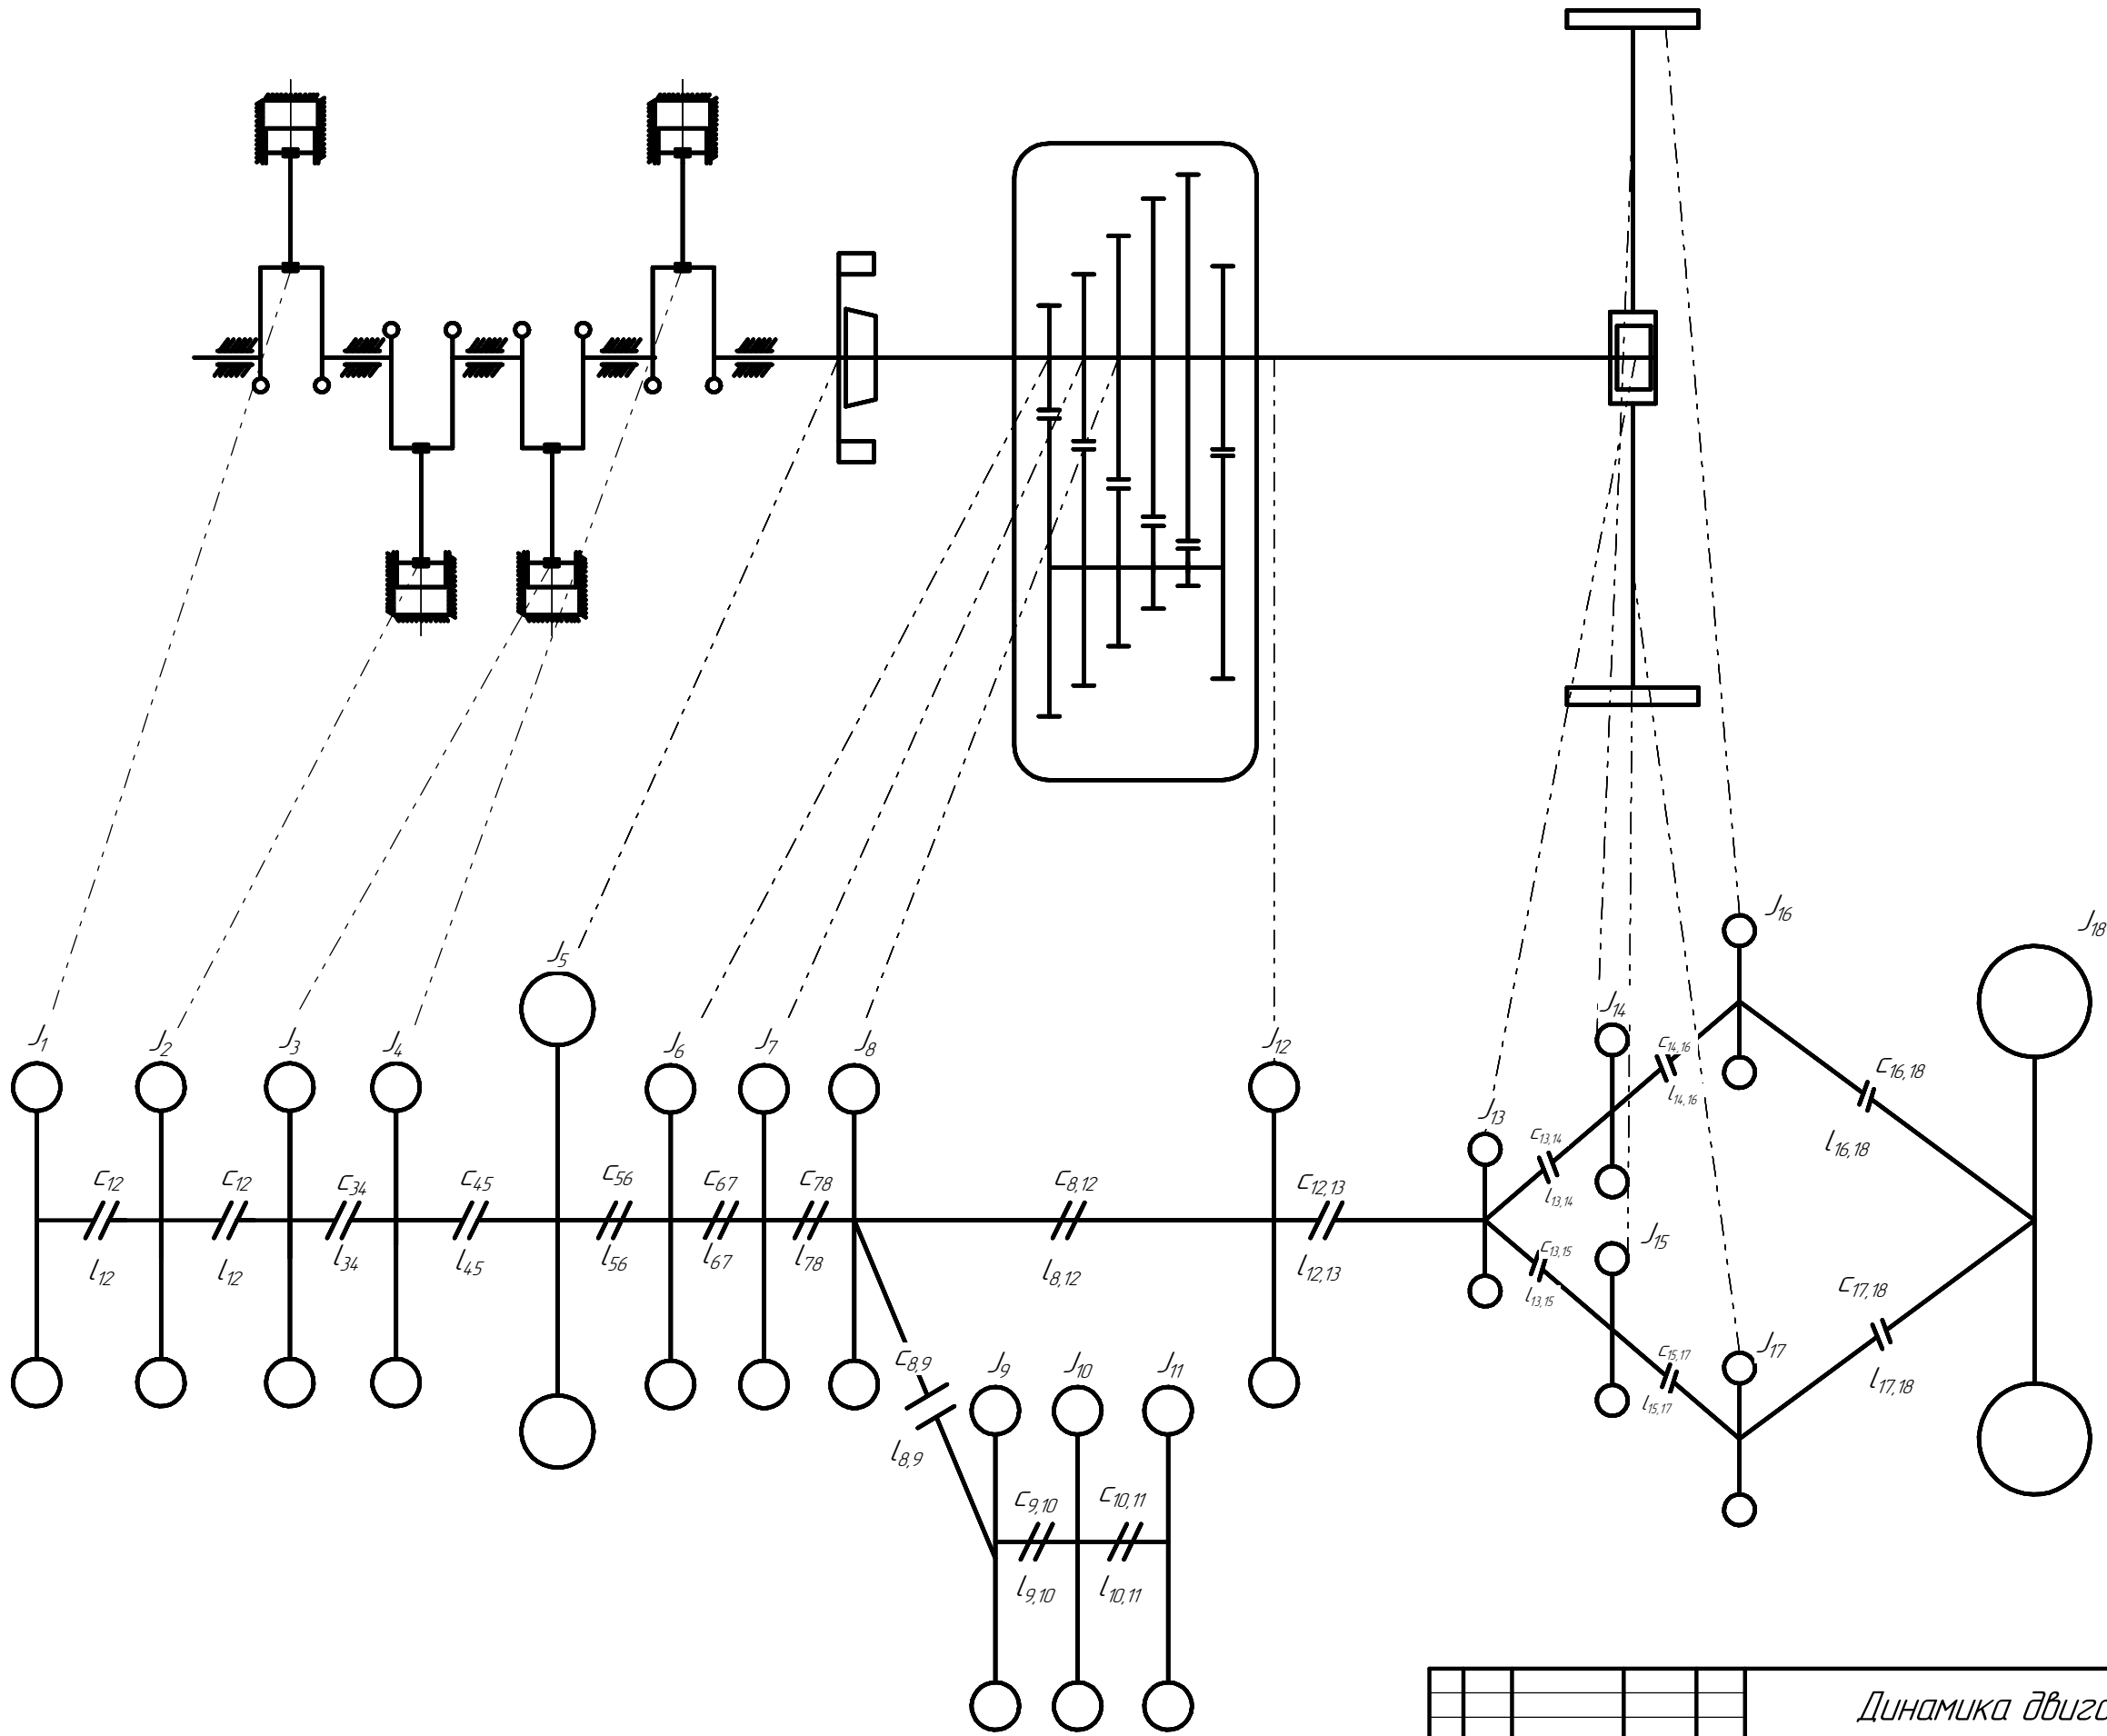 J16
J18
J5
J14
J1
J2
J3
J4
J6
J7
J8
J12
c14,16
c16,18
l14,16
J13
c13,14
l16,18
c12
c12
c34
c45
c56
c67
c78
c8,12
c12,13
l13,14
J15
c13,15
l12
l12
l34
l45
l56
l67
l78
l8,12
l12,13
l13,15
c17,18
c8,9
J9
J10
J11
c15,17
J17
l17,18
l15,17
l8,9
c9,10
c10,11
l9,10
l10,11
Динамика